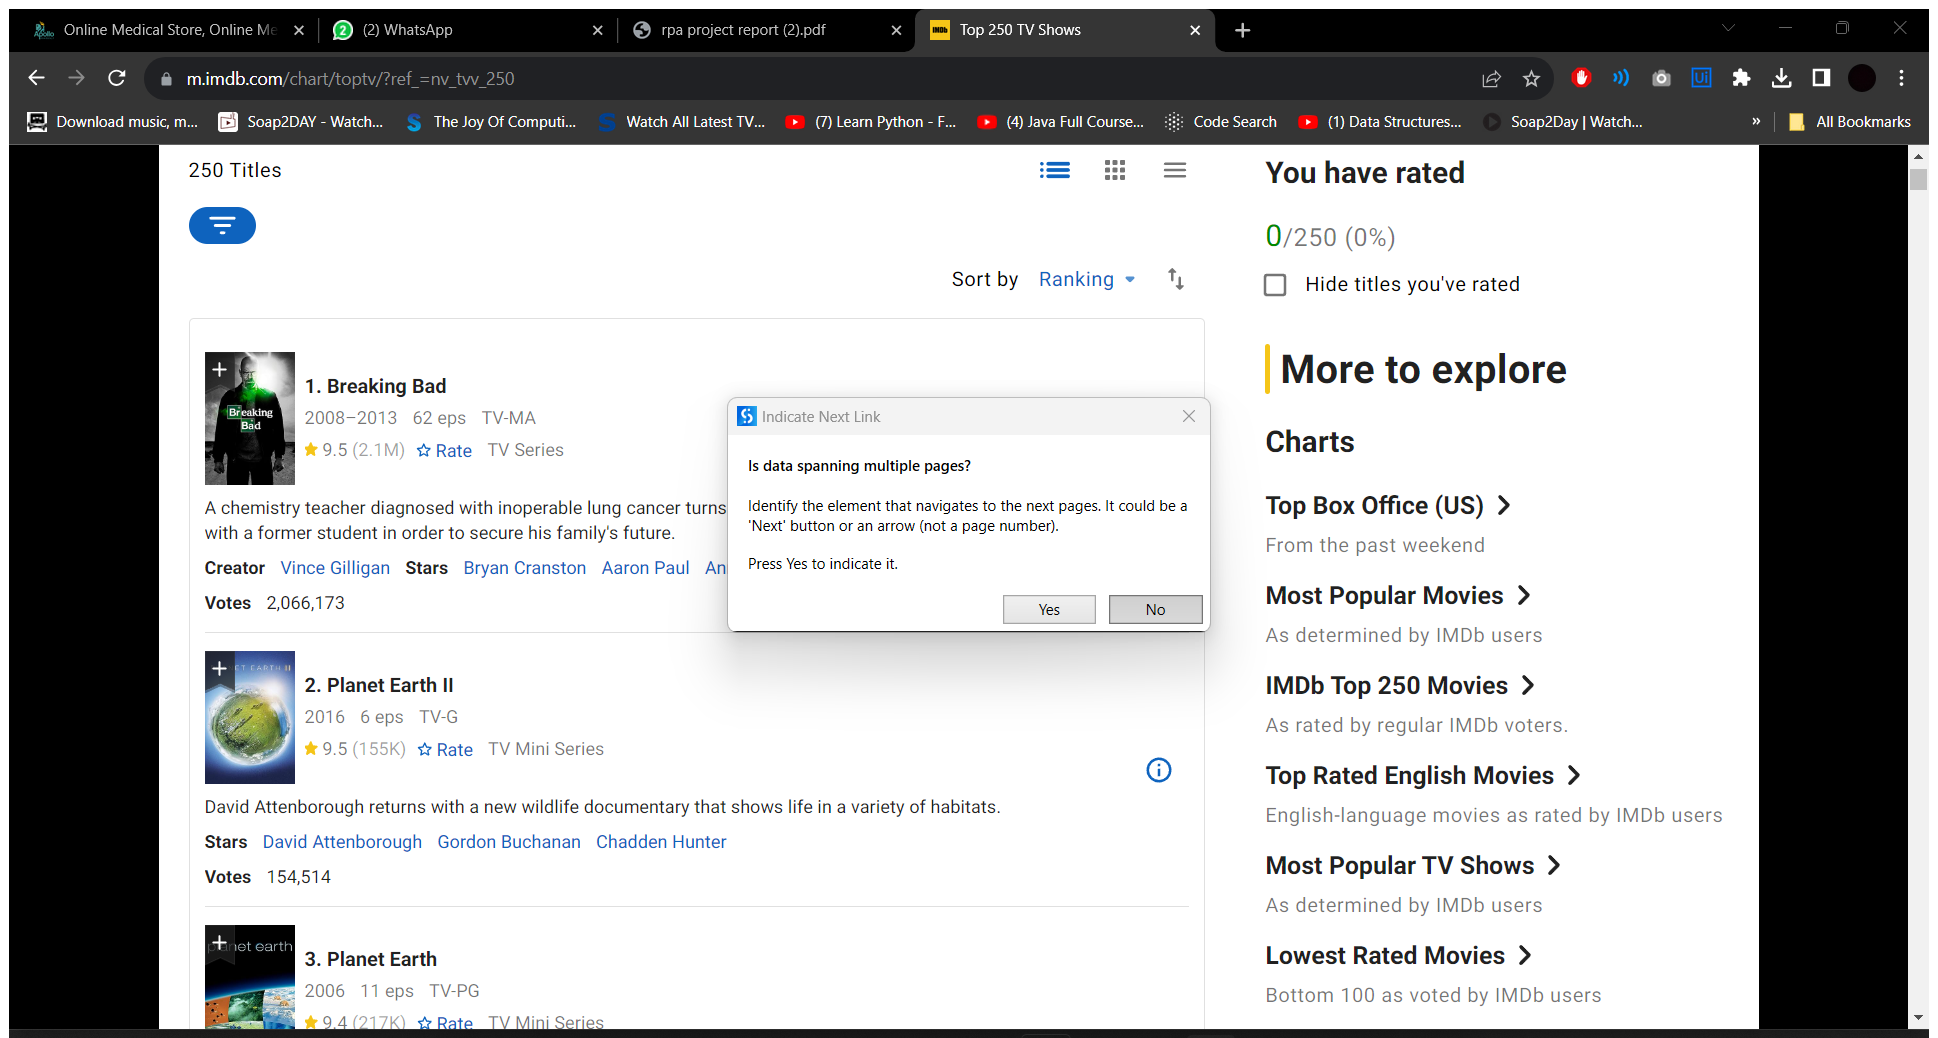 Online Medical Store, Online Me
(2) WhatsApp
rpa project report (2).pdf
IMDb Top 250 TV Shows
m.imdb.com/chart/toptv/?ref_=nv_tvv_250
Download music, m...
Soap2DAY - Watch...
The Joy Of Computi...
Watch All Latest TV...
(7) Learn Python - F...
(4) Java Full Course...
Code Search
(1) Data Structures...
Soap2Day | Watch...
»
All Bookmarks
250 Titles
Sort by Ranking
1. Breaking Bad
2008–2013 62 eps TV-MA
9.5 (2.1M) Rate TV Series
A chemistry teacher diagnosed with inoperable lung cancer turns
with a former student in order to secure his family's future.
Creator Vince Gilligan Stars Bryan Cranston Aaron Paul An
Votes 2,066,173
Breaking
Bad
2. Planet Earth II
2016 6 eps TV-G
9.5 (155K) Rate TV Mini Series
David Attenborough returns with a new wildlife documentary that shows life in a variety of habitats.
Stars David Attenborough Gordon Buchanan Chadden Hunter
Votes 154,514
3. Planet Earth
2006 11 eps TV-PG
9.4 (217K) Rate TV Mini Series
Indicate Next Link
Is data spanning multiple pages?
Identify the element that navigates to the next pages. It could be a
'Next' button or an arrow (not a page number).
Press Yes to indicate it.
Yes No
You have rated
0/250 (0%)
Hide titles you've rated
More to explore
Charts
Top Box Office (US)
From the past weekend
Most Popular Movies
As determined by IMDb users
IMDb Top 250 Movies
As rated by regular IMDb voters.
Top Rated English Movies
English-language movies as rated by IMDb users
Most Popular TV Shows
As determined by IMDb users
Lowest Rated Movies
Bottom 100 as voted by IMDb users